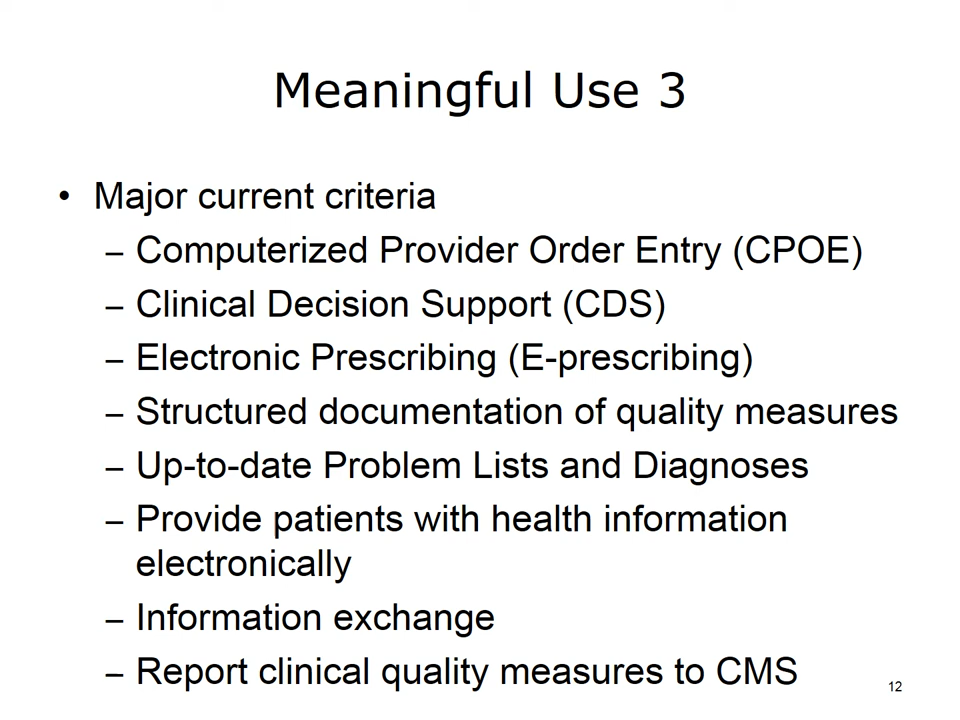 Meaningful Use 3
• Major current criteria
– Computerized Provider Order Entry (CPOE)
– Clinical Decision Support (CDS)
– Electronic Prescribing (E-prescribing)
– Structured documentation of quality measures
– Up-to-date Problem Lists and Diagnoses
– Provide patients with health information
electronically
– Information exchange
– Report clinical quality measures to CMS
12